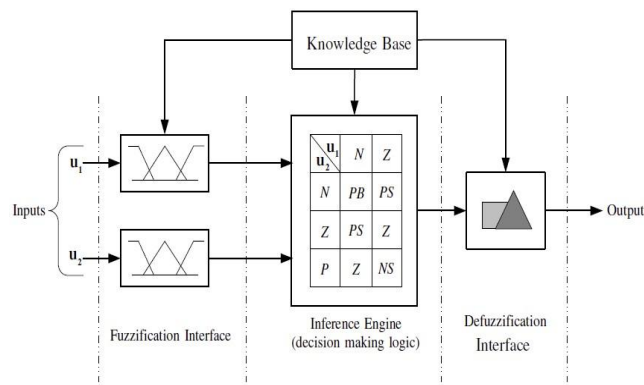 Knowledge Base
u1
Inputs
u2
u1
u2
N Z
N PB PS
Z PS Z
P Z NS
Output
Fuzzification Interface
Inference Engine
(decision making logic)
Defuzzification
Interface